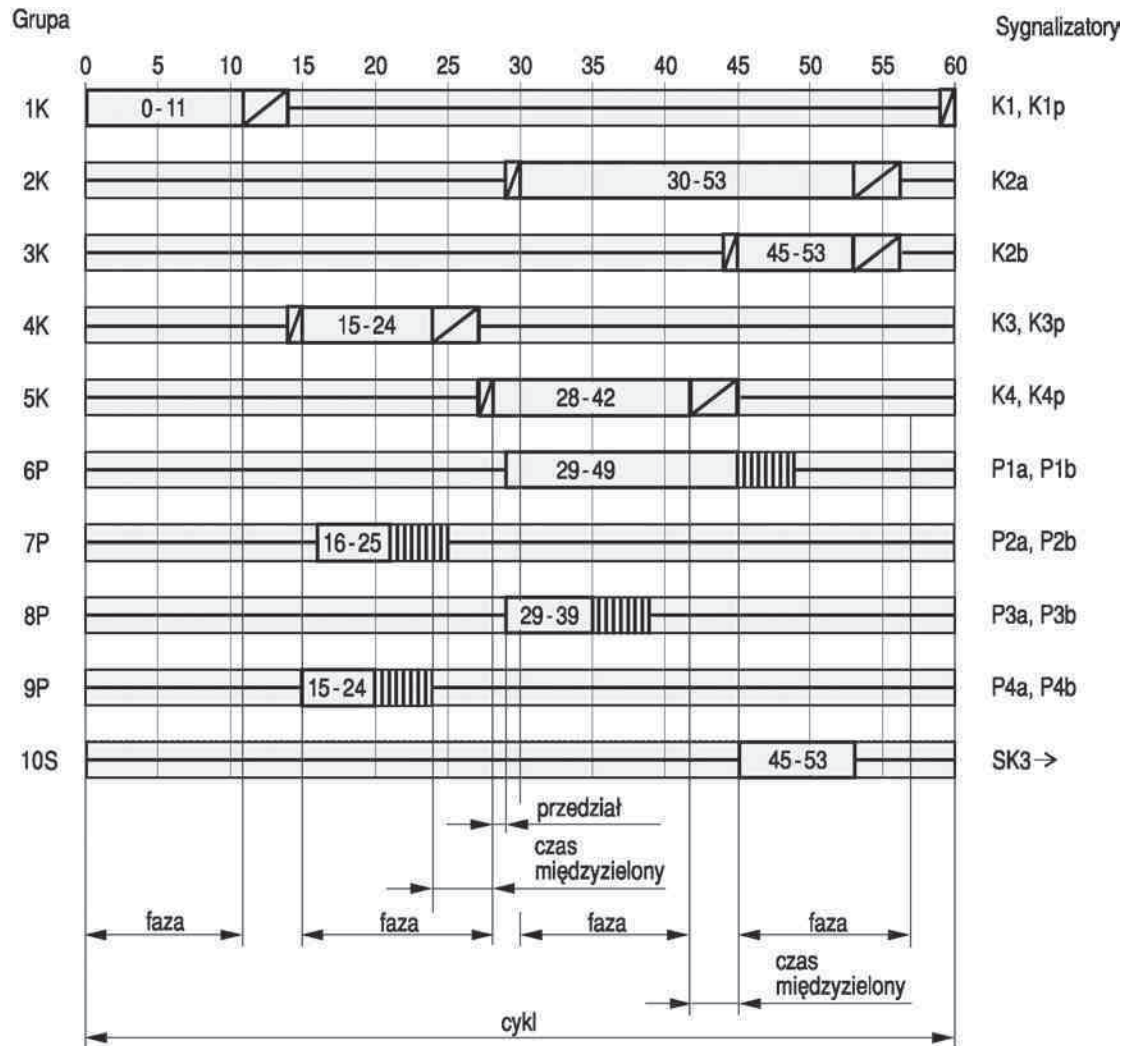 Grupa Sygnalizatory
0 5 10 15 20 25 30 35 40 45 50 55 60
1K 0 - 11 K1, K1p
2K 30 - 53 K2a
3K 45 - 53 K2b
4K 15 - 24 K3, K3p
5K 28 - 42 K4, K4p
6P 29 - 49 P1a, P1b
7P 16 - 25 P2a, P2b
8P 29 - 39 P3a, P3b
9P 15 - 24 P4a, P4b
10S 45 - 53 SK3→
przedział
czas
międzyzielony
faza faza faza faza
czas
międzyzielony
cykl